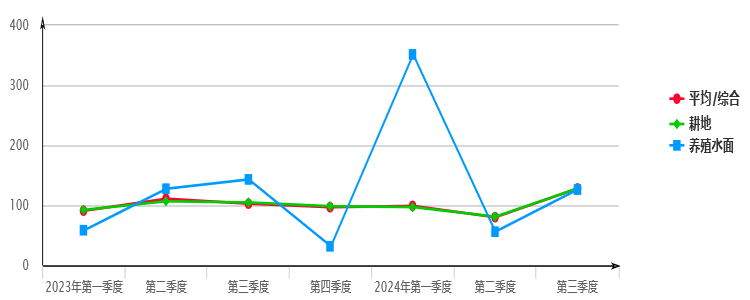 400
300
200
100
0
2023年第一季度 第二季度 第三季度 第四季度 2024年第一季度 第二季度 第三季度
平均/综合
耕地
养殖水面